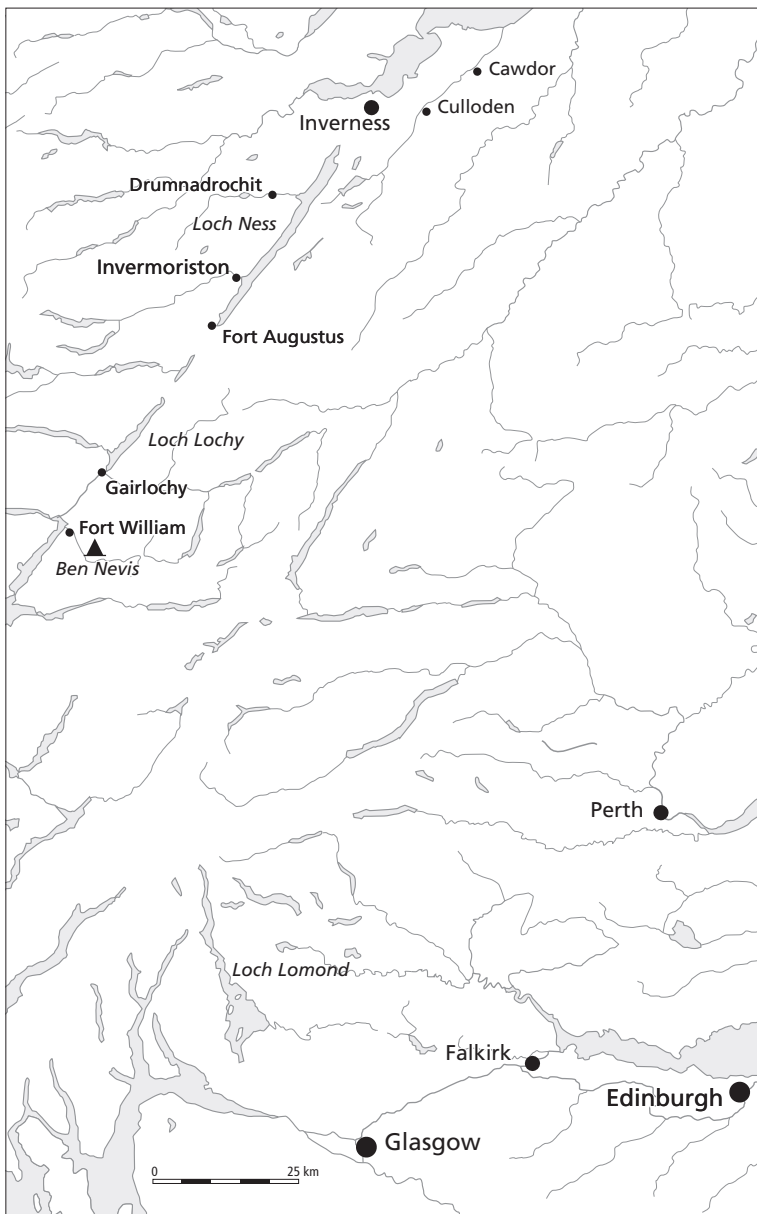 Cawdor
Culloden
Inverness
Drumnadrochit
Loch Ness
Invermoriston
Fort Augustus
Loch Lochy
Gairlochy
Fort William
Ben Nevis
Perth
Loch Lomond
Falkirk
Edinburgh
Glasgow
0 25 km